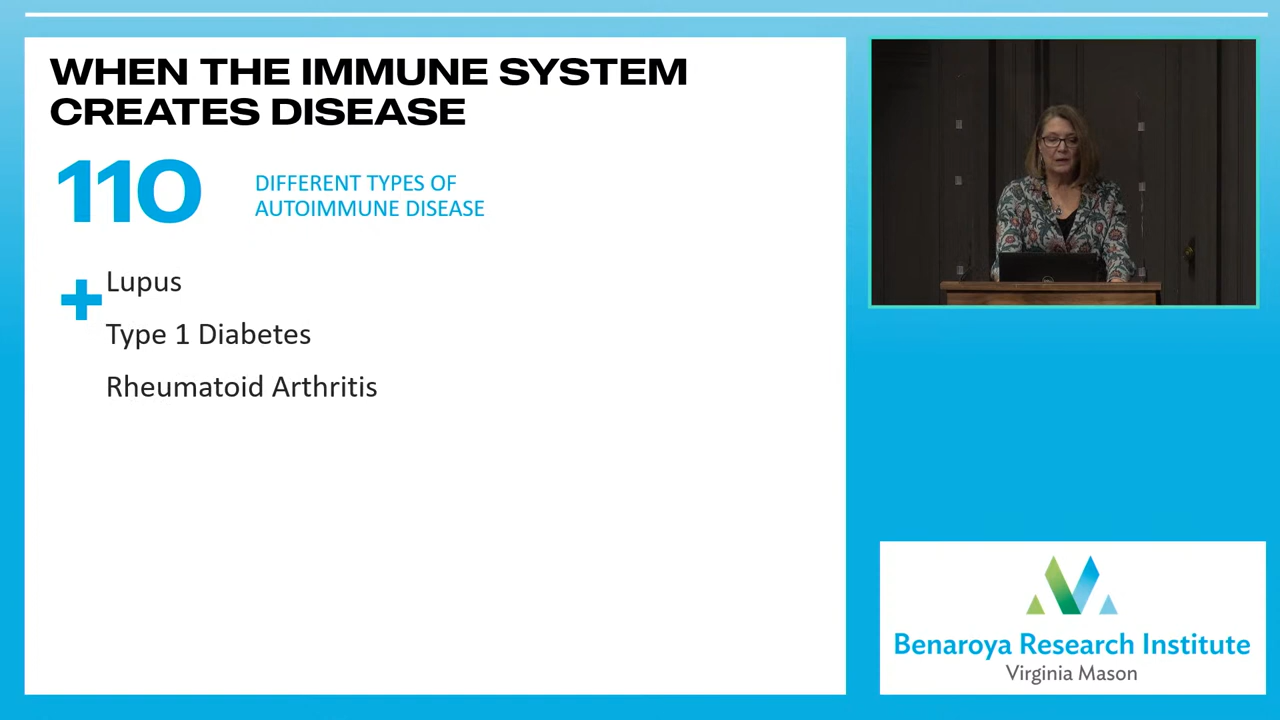 WHEN THE IMMUNE SYSTEM
CREATES DISEASE
110
DIFFERENT TYPES OF
AUTOIMMUNE DISEASE
+
Lupus
Type 1 Diabetes
Rheumatoid Arthritis
Benaroya Research Institute
Virginia Mason